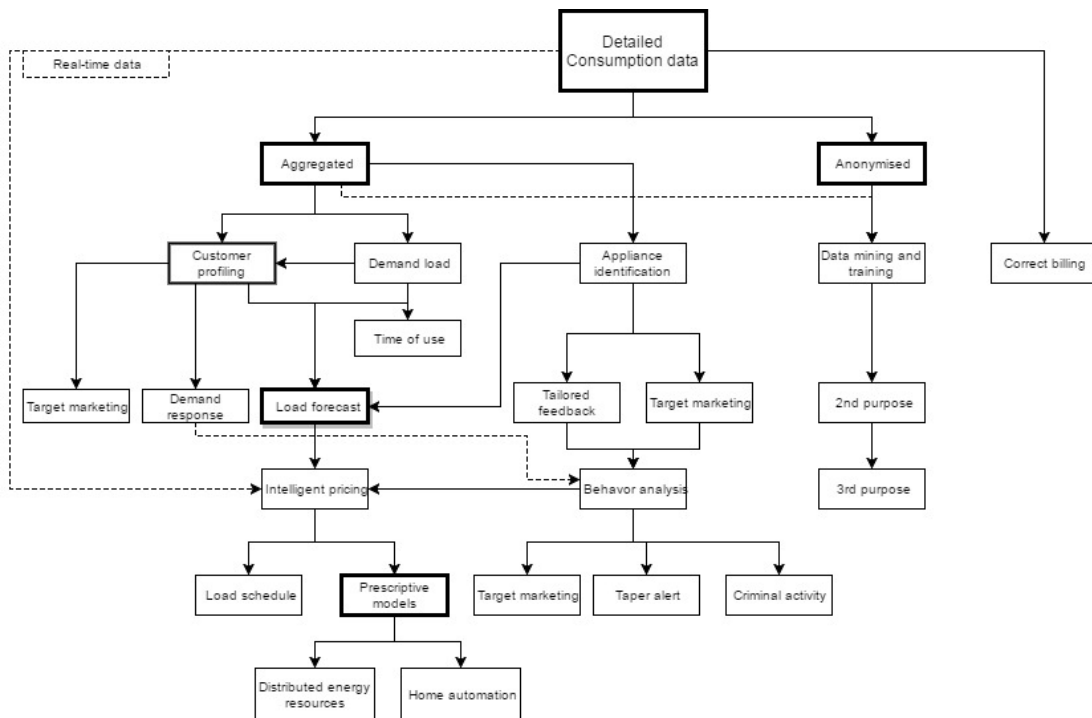 Detailed
Consumption data
Real-time data
Aggregated
Anonymised
Customer
profiling
Demand load
Appliance
identification
Data mining and
training
Correct billing
Time of use
Target marketing
Demand
response
Load forecast
Tailored
feedback
Target marketing
2nd purpose
Intelligent pricing
Behavor analysis
3rd purpose
Load schedule
Prescriptive
models
Target marketing
Taper alert
Criminal activity
Distributed energy
resources
Home automation